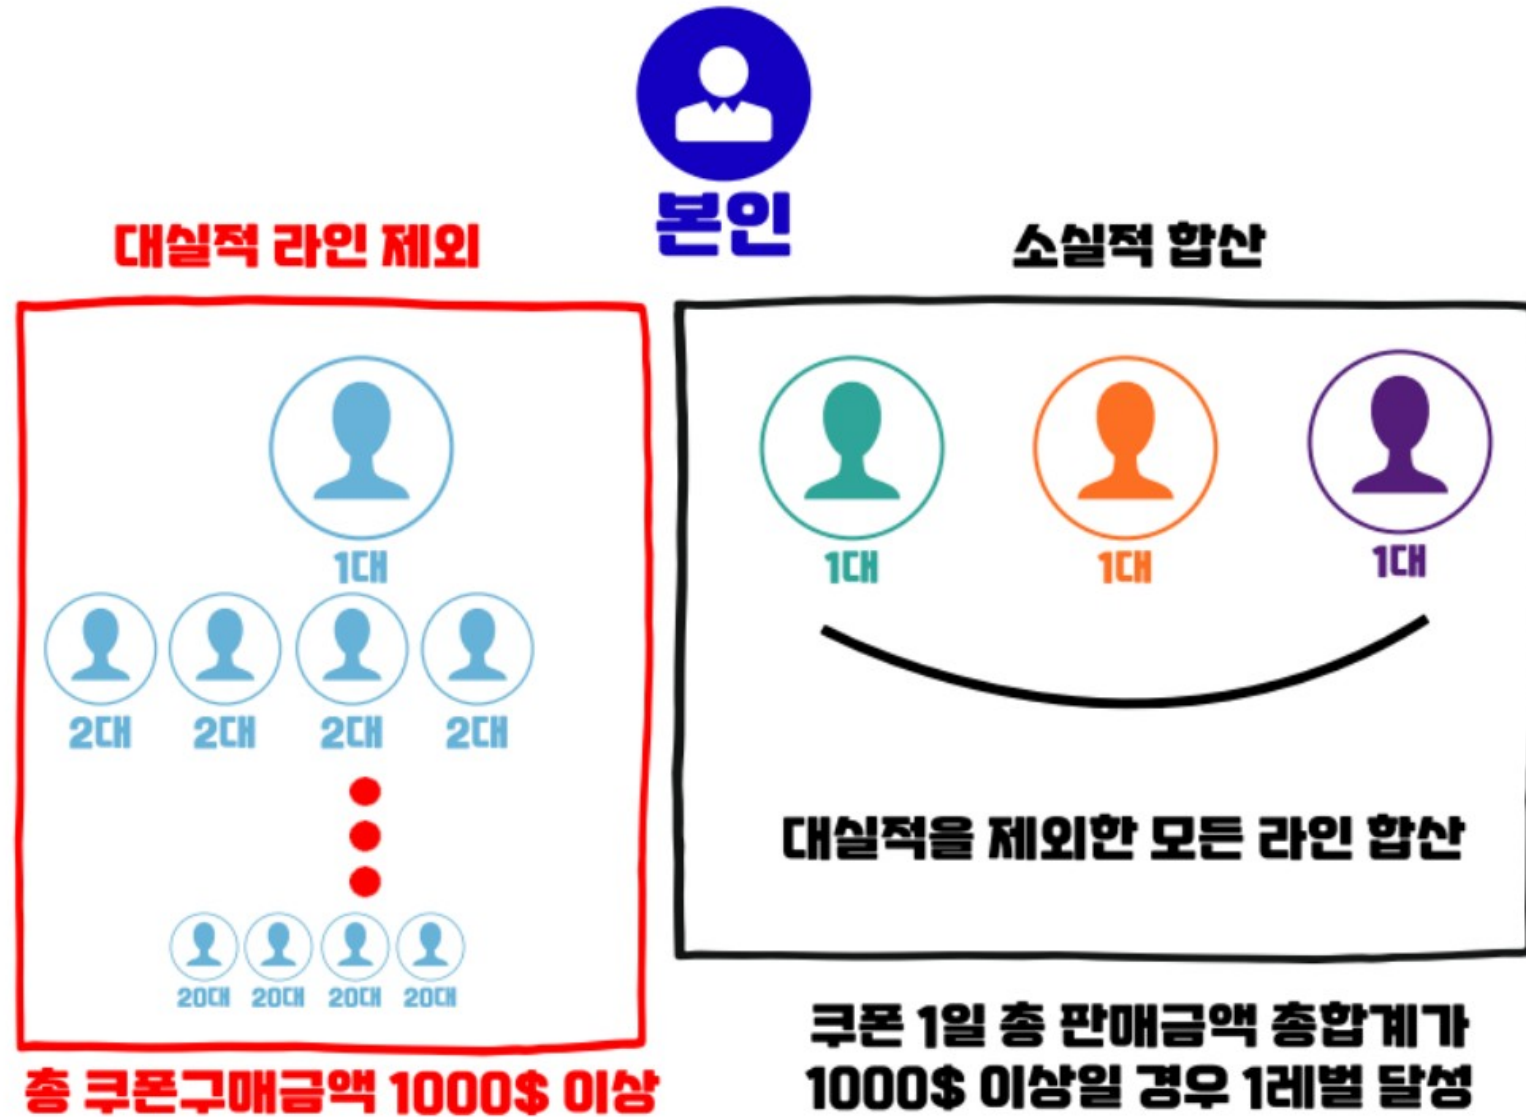 본인
대실적 라인 제외
소실적 합산
1대
2대 2대 2대 2대
20대 20대 20대 20대
총 쿠폰구매금액 1000$ 이상
1대 1대 1대
대실적을 제외한 모든 라인 합산
쿠폰 1일 총 판매금액 총합계가
1000$ 이상일 경우 1레벨 달성